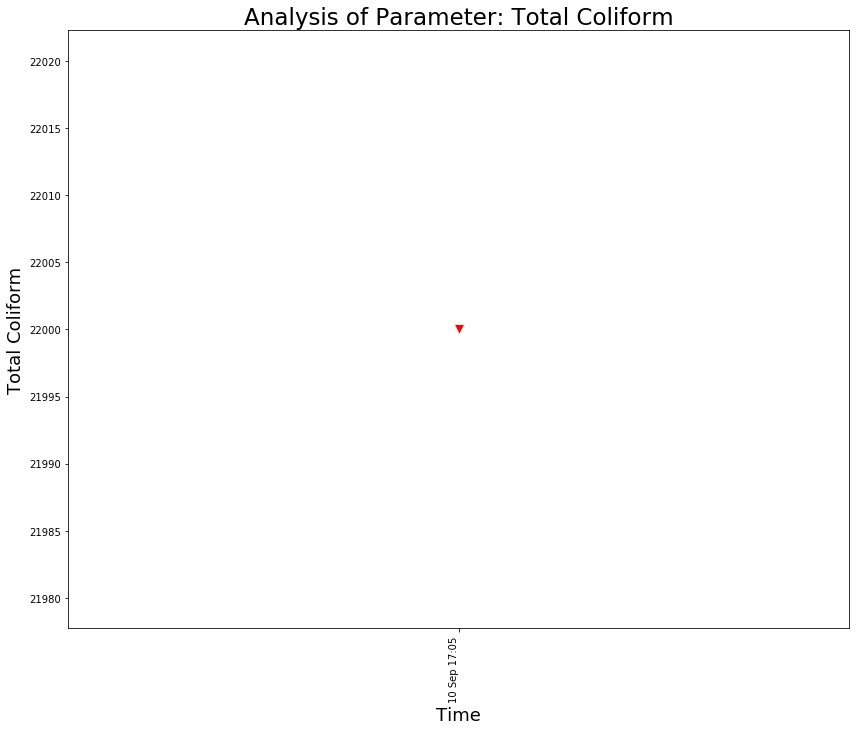 Analysis of Parameter: Total Coliform
22020
22015
22010
22005
22000
21995
21990
21985
21980
Total Coliform
10 Sep 17:05
Time